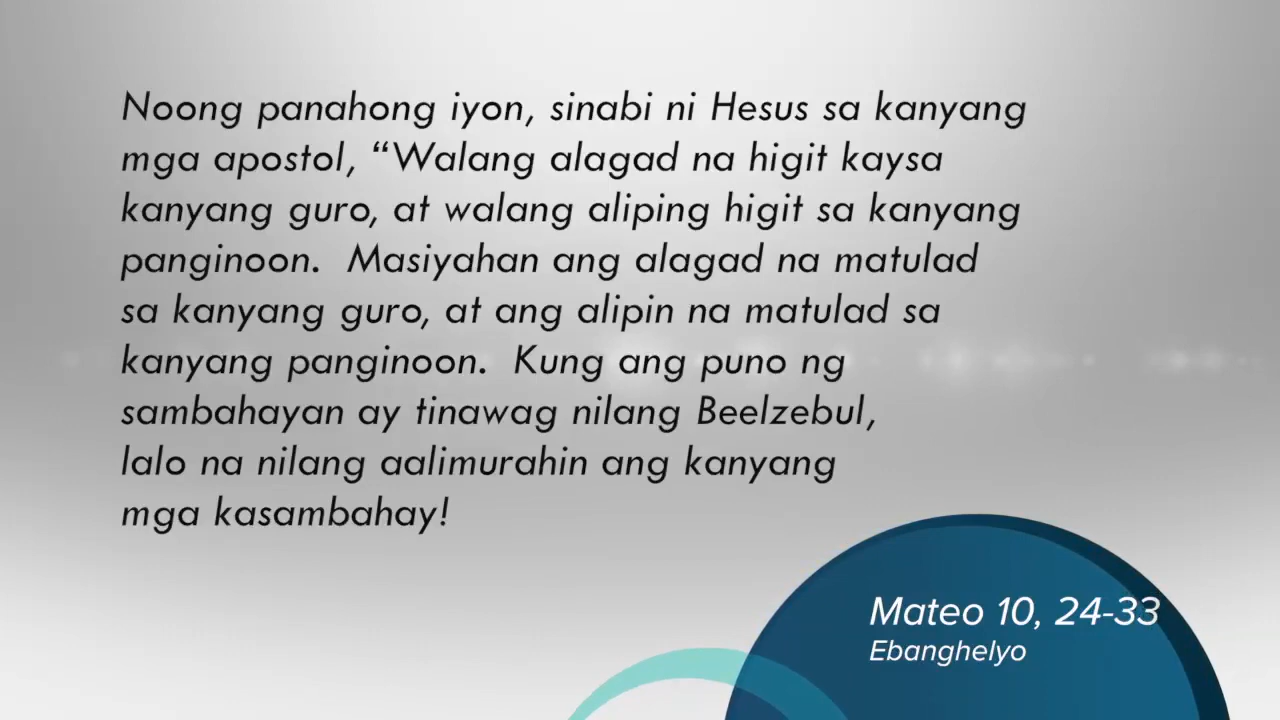 Noong panahong iyon, sinabi ni Hesus sa kanyang
mga apostol, “Walang alagad na higit kaysa
kanyang guro, at walang aliping higit sa kanyang
panginoon.  Masiyahan ang alagad na matulad
sa kanyang guro, at ang alipin na matulad sa
kanyang panginoon.  Kung ang puno ng
sambahayan ay tinawag nilang Beelzebul,
lalo na nilang aalimurahin ang kanyang
mga kasambahay!
Mateo 10, 24-33
Ebanghelyo